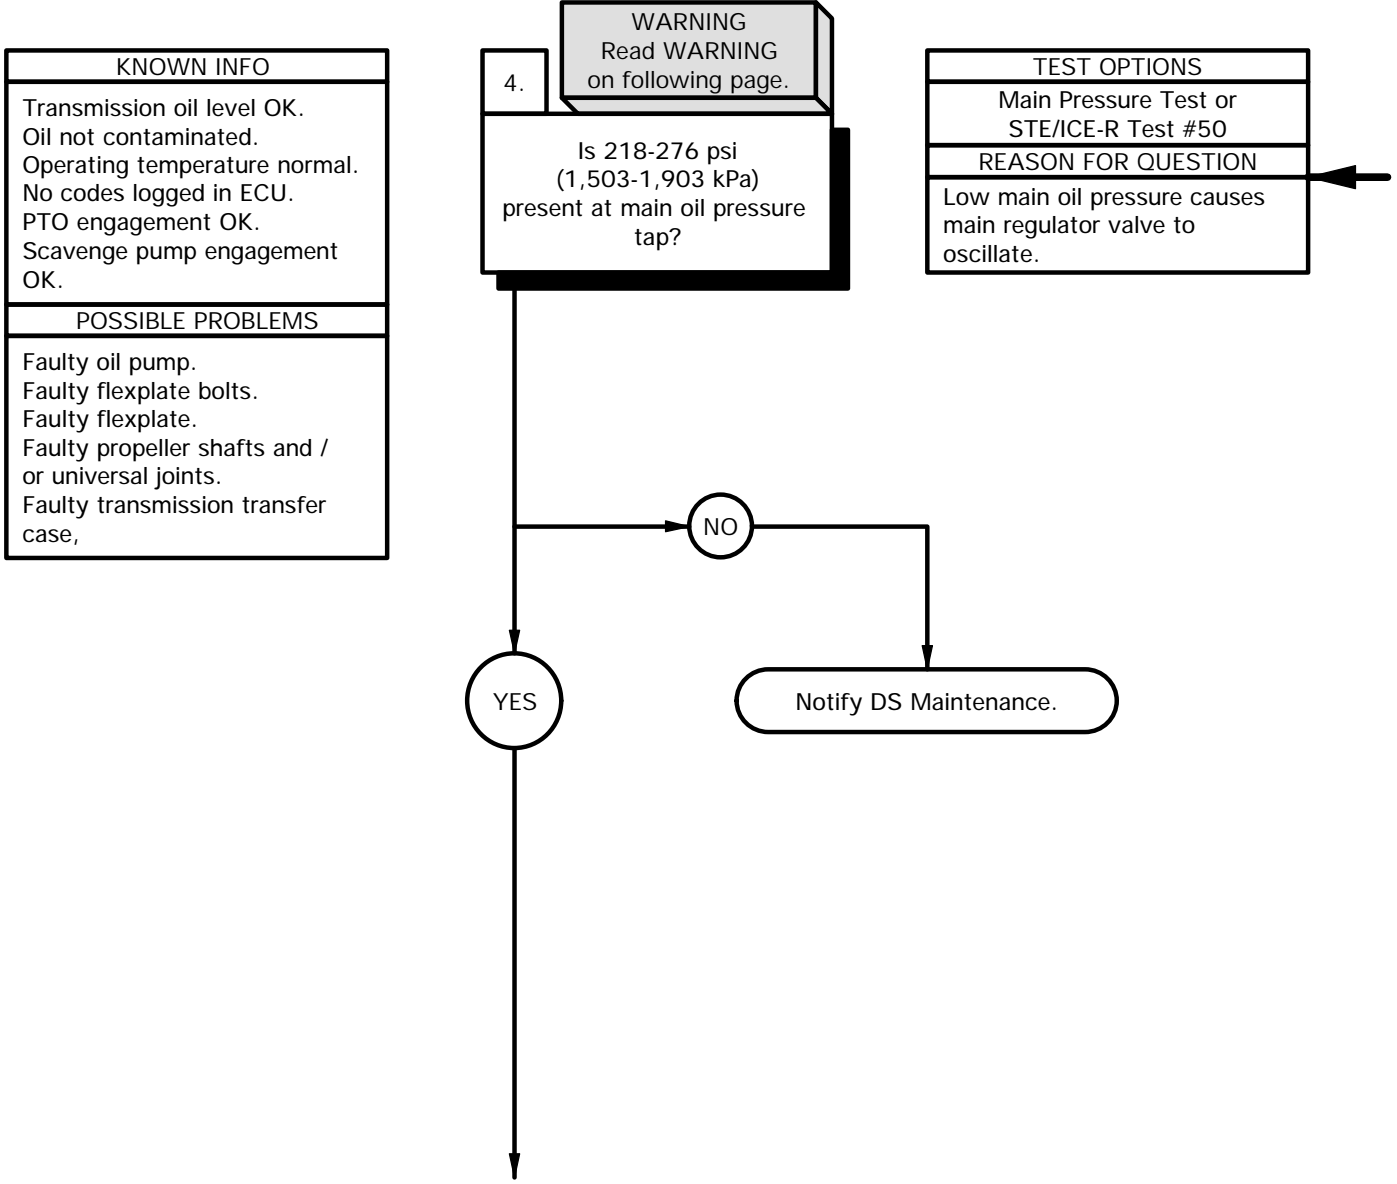 KNOWN INFO
Transmission oil level OK.
Oil not contaminated.
Operating temperature normal.
No codes logged in ECU.
PTO engagement OK.
Scavenge pump engagement
OK.
POSSIBLE PROBLEMS
Faulty oil pump.
Faulty flexplate bolts.
Faulty flexplate.
Faulty propeller shafts and /
or universal joints.
Faulty transmission transfer
case,
WARNING
Read WARNING
on following page.
4.
Is 218-276 psi
(1,503-1,903 kPa)
present at main oil pressure
tap?
TEST OPTIONS
Main Pressure Test or
STE/ICE-R Test #50
REASON FOR QUESTION
Low main oil pressure causes
main regulator valve to
oscillate.
NO
YES
Notify DS Maintenance.